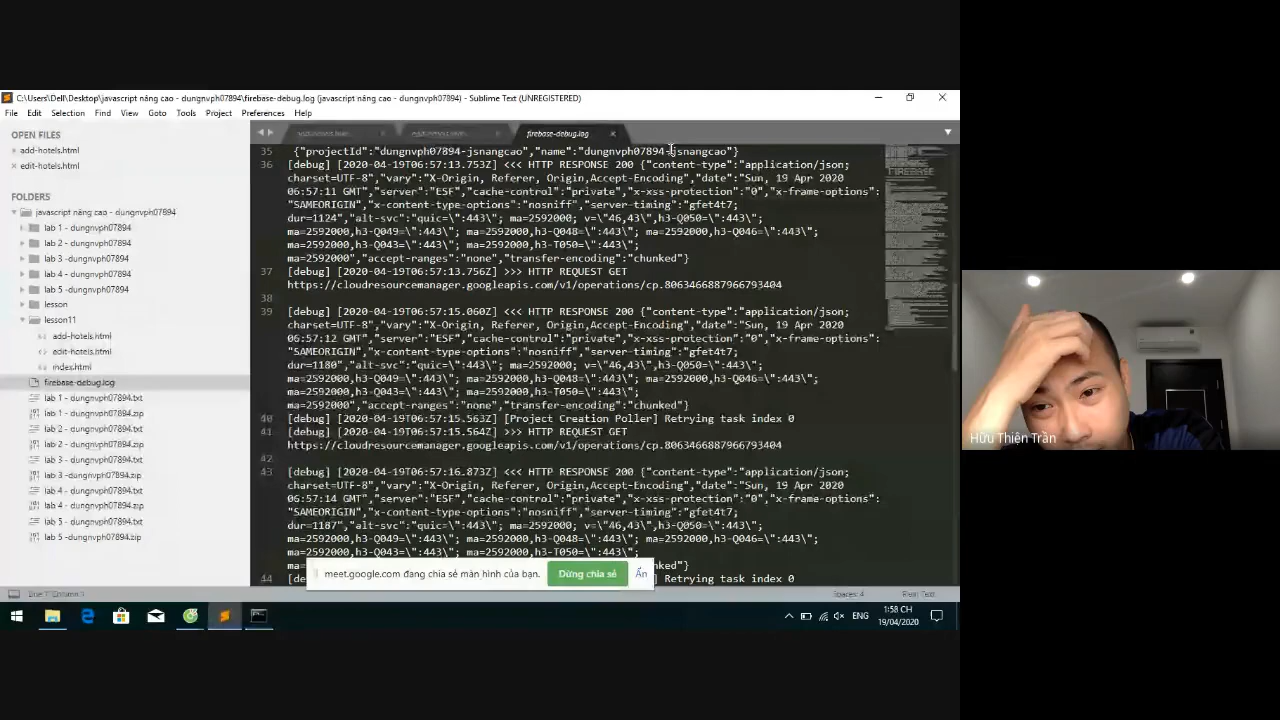 C:\Users\Dell\Desktop\javascript nâng cao - dungnvph07894\firebase-debug.log (javascript nâng cao - dungnvph07894) - Sublime Text (UNREGISTERED)
File Edit Selection Find View Goto Tools Project Preferences Help
OPEN FILES
add-hotels.html
edit-hotels.html
FOLDERS
javascript nâng cao - dungnvph07894
lab 1 - dungnvph07894
lab 2 - dungnvph07894
lab 3 -dungnvph07894
lab 4 - dungnvph07894
lab 5 -dungnvph07894
lesson
lesson11
add-hotels.html
edit-hotels.html
index.html
firebase-debug.log
lab 1 - dungnvph07894.txt
lab 1 - dungnvph07894.zip
lab 2 - dungnvph07894.txt
lab 2 - dungnvph07894.zip
lab 3 -dungnvph07894.txt
lab 3 -dungnvph07894.zip
lab 4 - dungnvph07894.txt
lab 4 - dungnvph07894.zip
lab 5 - dungnvph07894.txt
lab 5 -dungnvph07894.zip
firebase-debug.log
35 {"projectId":"dungnvph07894-jsnangcao","name":"dungnvph07894-jsnangcao"}
36 [debug] [2020-04-19T06:57:13.753Z] <<< HTTP RESPONSE 200 {"content-type":"application/json;
charset=UTF-8","vary":"X-Origin, Referer, Origin,Accept-Encoding","date":"Sun, 19 Apr 2020
06:57:11 GMT","server":"ESF","cache-control":"private","x-xss-protection":"0","x-frame-options":
"SAMEORIGIN","x-content-type-options":"nosniff","server-timing":"gfet4t7;
dur=1124","alt-svc":"quic=\":443\"; ma=2592000; v=\"46,43\",h3-Q050=\":443\";
ma=2592000,h3-Q049=\":443\"; ma=2592000,h3-Q048=\":443\"; ma=2592000,h3-Q046=\":443\";
ma=2592000,h3-Q043=\":443\"; ma=2592000,h3-T050=\":443\";
ma=2592000","accept-ranges":"none","transfer-encoding":"chunked"}
37 [debug] [2020-04-19T06:57:13.756Z] >>> HTTP REQUEST GET
https://cloudresourcemanager.googleapis.com/v1/operations/cp.8063466887966793404
38
39 [debug] [2020-04-19T06:57:15.060Z] <<< HTTP RESPONSE 200 {"content-type":"application/json;
charset=UTF-8","vary":"X-Origin, Referer, Origin,Accept-Encoding","date":"Sun, 19 Apr 2020
06:57:12 GMT","server":"ESF","cache-control":"private","x-xss-protection":"0","x-frame-options":
"SAMEORIGIN","x-content-type-options":"nosniff","server-timing":"gfet4t7;
dur=1180","alt-svc":"quic=\":443\"; ma=2592000; v=\"46,43\",h3-Q050=\":443\";
ma=2592000,h3-Q049=\":443\"; ma=2592000,h3-Q048=\":443\"; ma=2592000,h3-Q046=\":443\";
ma=2592000,h3-Q043=\":443\"; ma=2592000,h3-T050=\":443\";
ma=2592000","accept-ranges":"none","transfer-encoding":"chunked"}
40 [debug] [2020-04-19T06:57:15.563Z] [Project Creation Poller] Retrying task index 0
41 [debug] [2020-04-19T06:57:15.564Z] >>> HTTP REQUEST GET
https://cloudresourcemanager.googleapis.com/v1/operations/cp.8063466887966793404
42
43 [debug] [2020-04-19T06:57:16.873Z] <<< HTTP RESPONSE 200 {"content-type":"application/json;
charset=UTF-8","vary":"X-Origin, Referer, Origin,Accept-Encoding","date":"Sun, 19 Apr 2020
06:57:14 GMT","server":"ESF","cache-control":"private","x-xss-protection":"0","x-frame-options":
"SAMEORIGIN","x-content-type-options":"nosniff","server-timing":"gfet4t7;
dur=1187","alt-svc":"quic=\":443\"; ma=2592000; v=\"46,43\",h3-Q050=\":443\";
ma=2592000,h3-Q049=\":443\"; ma=2592000,h3-Q048=\":443\"; ma=2592000,h3-Q046=\":443\";
ma=2592000,h3-Q043=\":443\"; ma=2592000,h3-T050=\":443\";
nked"}
44 [de ] Retrying task index 0
meet.google.com đang chia sẻ màn hình của bạn. Dừng chia sẻ Ẩn
Line 1, Column 1 Spaces: 4 Plain Text
ENG
1:58 CH
19/04/2020
Hữu Thiện Trần